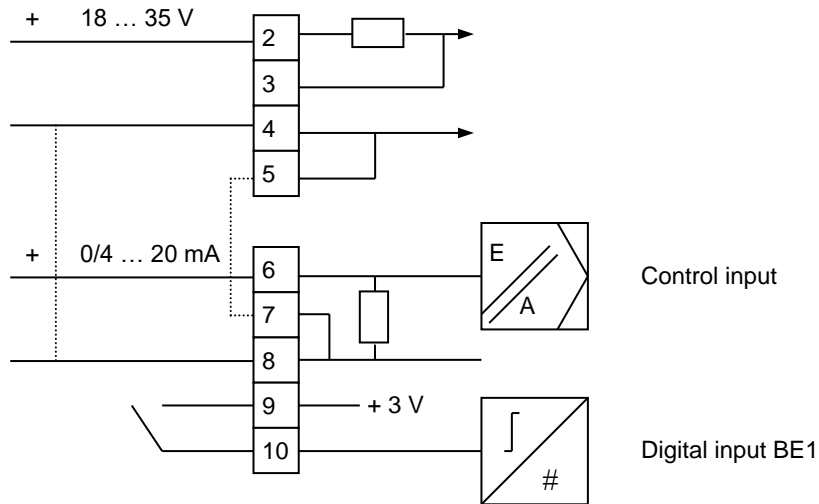 + 18 … 35 V
2
3
4
5
+ 0/4 … 20 mA
6
7
8
9
10
E
A
Control input
+ 3 V
#
Digital input BE1